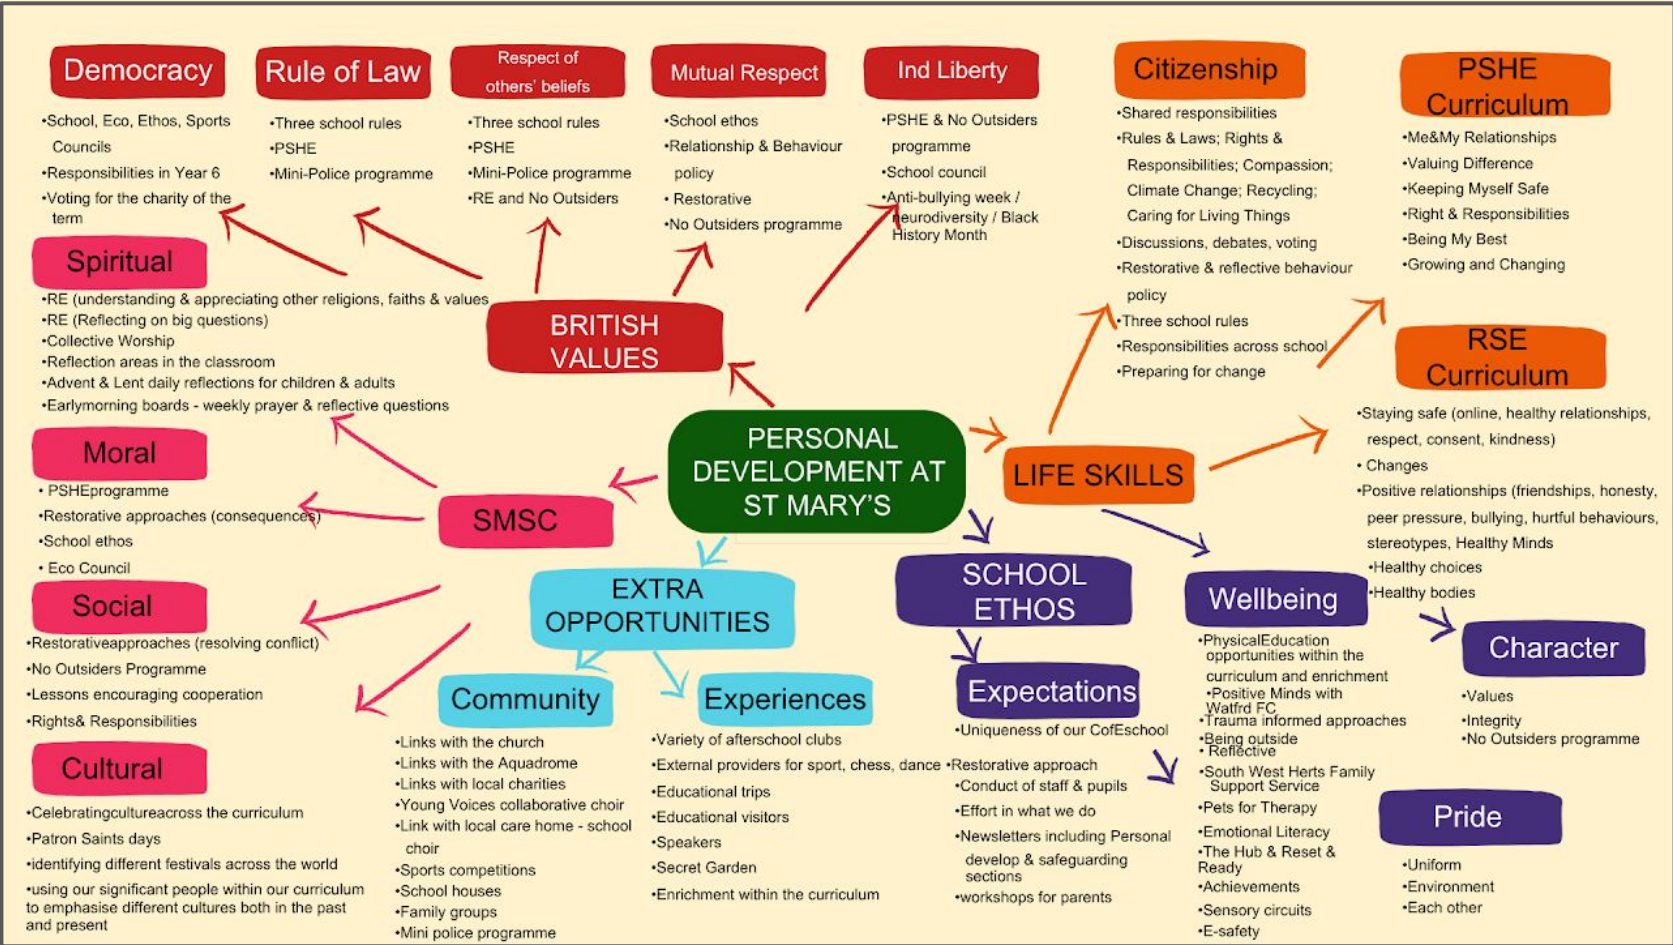 Democracy
•School, Eco, Ethos, Sports
Councils
•Responsibilities in Year 6
•Voting for the charity of the
term
Rule of Law
•Three school rules
•PSHE
•Mini-Police programme
Respect of
others' beliefs
•Three school rules
•PSHE
•Mini-Police programme
•RE and No Outsiders
Mutual Respect
•School ethos
•Relationship & Behaviour
policy
• Restorative
•No Outsiders programme
Ind Liberty
•PSHE & No Outsiders
programme
•School council
•Anti-bullying week /
neurodiversity / Black
History Month
Citizenship
•Shared responsibilities
•Rules & Laws; Rights &
Responsibilities; Compassion;
Climate Change; Recycling;
Caring for Living Things
•Discussions, debates, voting
•Restorative & reflective behaviour
policy
•Three school rules
•Responsibilities across school
•Preparing for change
PSHE
Curriculum
•Me&My Relationships
•Valuing Difference
•Keeping Myself Safe
•Right & Responsibilities
•Being My Best
•Growing and Changing
Spiritual
•RE (understanding & appreciating other religions, faiths & values
•RE (Reflecting on big questions)
•Collective Worship
•Reflection areas in the classroom
•Advent & Lent daily reflections for children & adults
•Earlymorning boards - weekly prayer & reflective questions
BRITISH
VALUES
RSE
Curriculum
•Staying safe (online, healthy relationships,
respect, consent, kindness)
• Changes
•Positive relationships (friendships, honesty,
peer pressure, bullying, hurtful behaviours,
stereotypes, Healthy Minds
•Healthy choices
•Healthy bodies
PERSONAL
DEVELOPMENT AT
ST MARY'S
LIFE SKILLS
Moral
• PSHEprogramme
•Restorative approaches (consequences)
•School ethos
• Eco Council
SMSC
Social
•Restorativeapproaches (resolving conflict)
•No Outsiders Programme
•Lessons encouraging cooperation
•Rights& Responsibilities
Cultural
•Celebratingcultureacross the curriculum
•Patron Saints days
•identifying different festivals across the world
•using our significant people within our curriculum
to emphasise different cultures both in the past
and present
EXTRA
OPPORTUNITIES
Community
•Links with the church
•Links with the Aquadrome
•Links with local charities
•Young Voices collaborative choir
•Link with local care home - school
choir
•Sports competitions
•School houses
•Family groups
•Mini police programme
Experiences
•Variety of afterschool clubs
•External providers for sport, chess, dance
•Educational trips
•Educational visitors
•Speakers
•Secret Garden
•Enrichment within the curriculum
SCHOOL
ETHOS
Expectations
•Uniqueness of our CofEschool
•Restorative approach
•Conduct of staff & pupils
•Effort in what we do
•Newsletters including Personal
develop & safeguarding
sections
•workshops for parents
Wellbeing
•PhysicalEducation
opportunities within the
curriculum and enrichment
•Positive Minds with
Watfrd FC
•Trauma informed approaches
•Being outside
• Reflective
•South West Herts Family
Support Service
•Pets for Therapy
•Emotional Literacy
•The Hub & Reset &
Ready
•Achievements
•Sensory circuits
•E-safety
Character
•Values
•Integrity
•No Outsiders programme
Pride
•Uniform
•Environment
•Each other